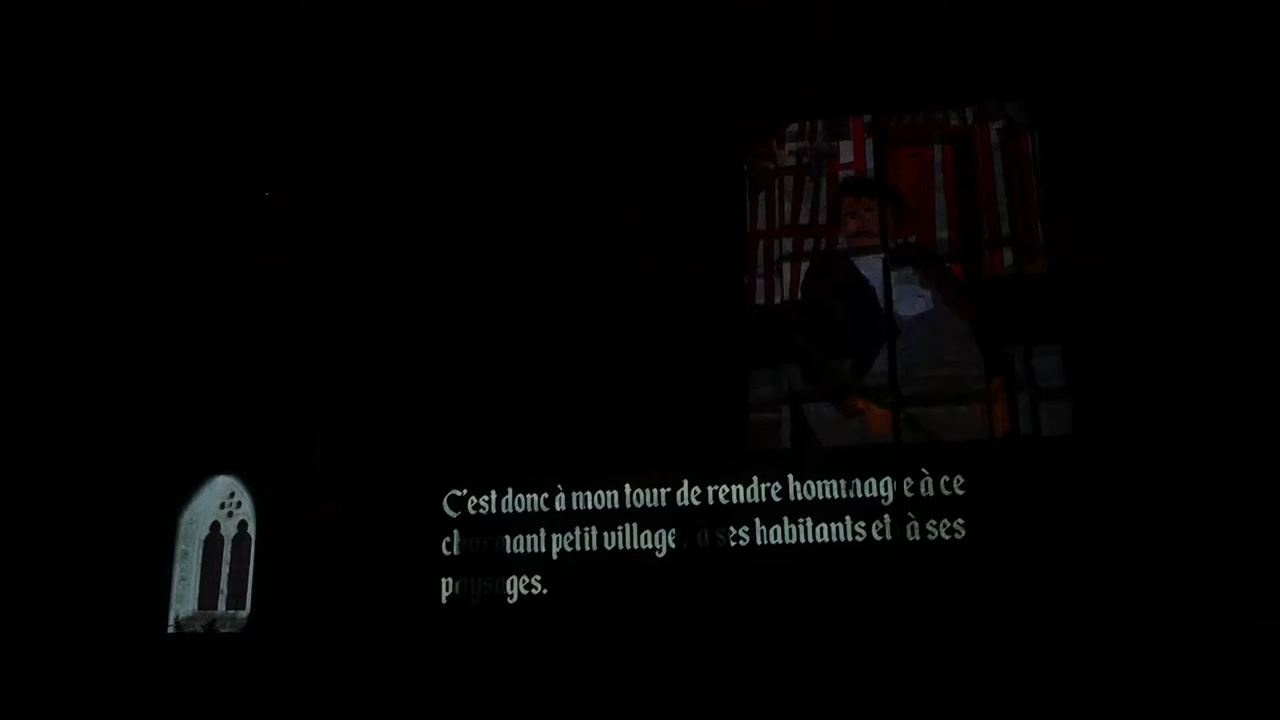 C'est donc à mon tour de rendre hommage à ce
charmant petit village, à ses habitants et à ses
paysages.